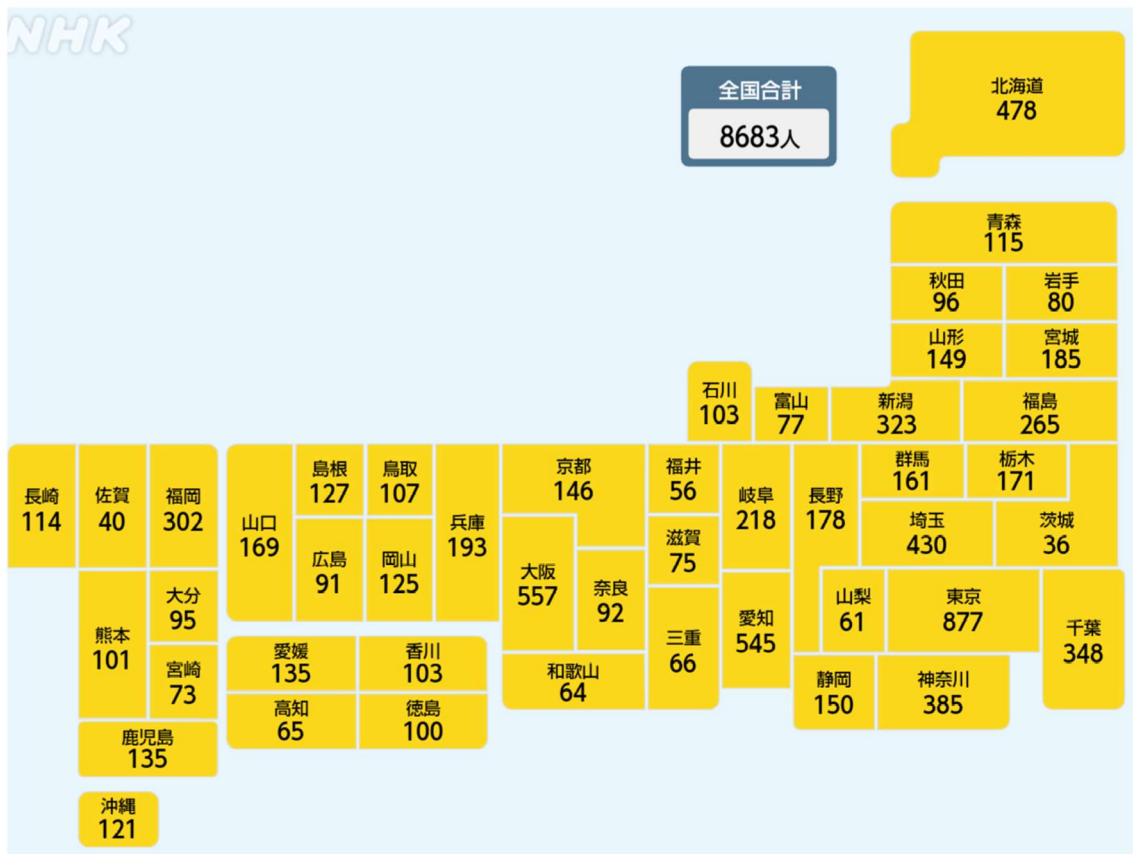 NHK
全国合計
8683人
北海道
478
青森
115
秋田
96
岩手
80
山形
149
宮城
185
石川
103
富山
77
新潟
323
福島
265
長崎
114
佐賀
40
福岡
302
山口
169
島根
127
鳥取
107
兵庫
193
京都
146
福井
56
岐阜
218
長野
178
群馬
161
栃木
171
埼玉
430
茨城
36
広島
91
岡山
125
大阪
557
奈良
92
滋賀
75
熊本
101
大分
95
宮崎
73
愛媛
135
香川
103
高知
65
徳島
100
和歌山
64
三重
66
愛知
545
山梨
61
東京
877
千葉
348
静岡
150
神奈川
385
鹿児島
135
沖縄
121